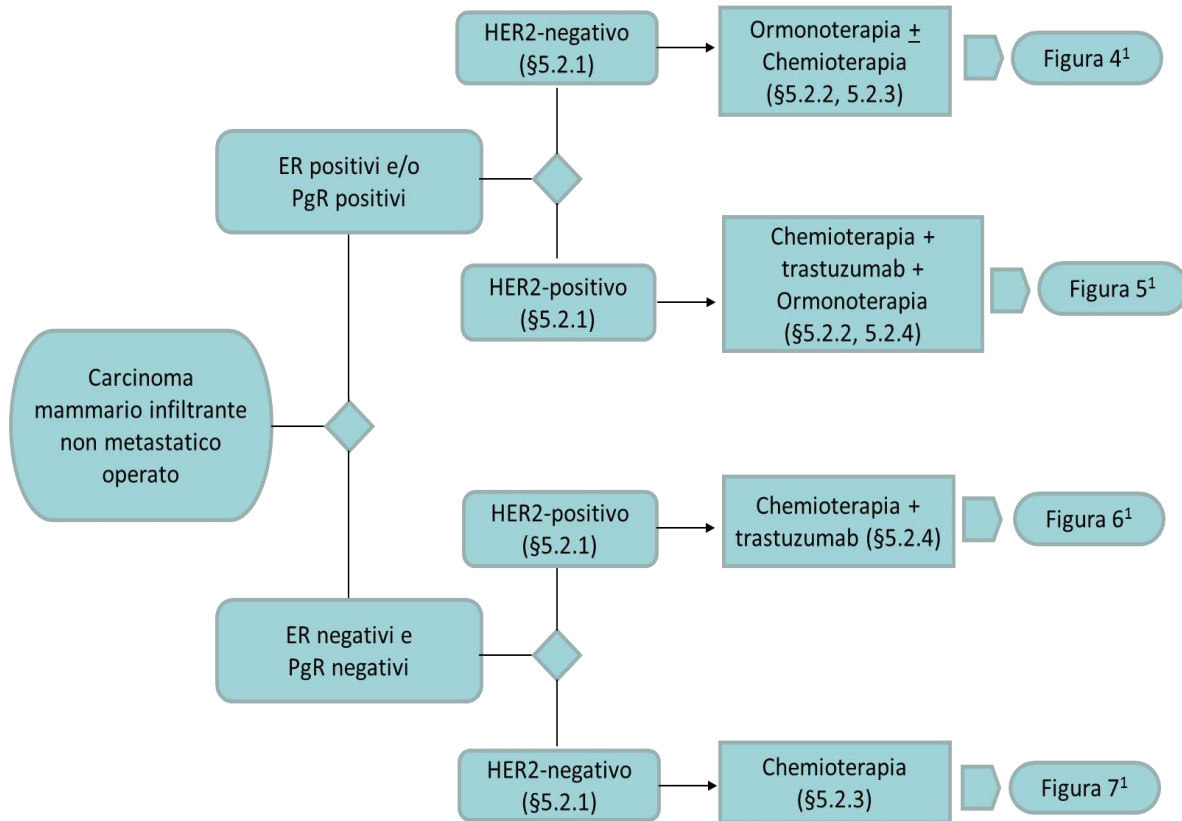 HER2-negativo
(§5.2.1)
Ormonoterapia ±
Chemioterapia
(§5.2.2, 5.2.3)
Figura 4¹
ER positivi e/o
PgR positivi
HER2-positivo
(§5.2.1)
Chemioterapia +
trastuzumab +
Ormonoterapia
(§5.2.2, 5.2.4)
Figura 5¹
Carcinoma
mammario infiltrante
non metastatico
operato
HER2-positivo
(§5.2.1)
Chemioterapia +
trastuzumab (§5.2.4)
Figura 6¹
ER negativi e
PgR negativi
HER2-negativo
(§5.2.1)
Chemioterapia
(§5.2.3)
Figura 7¹